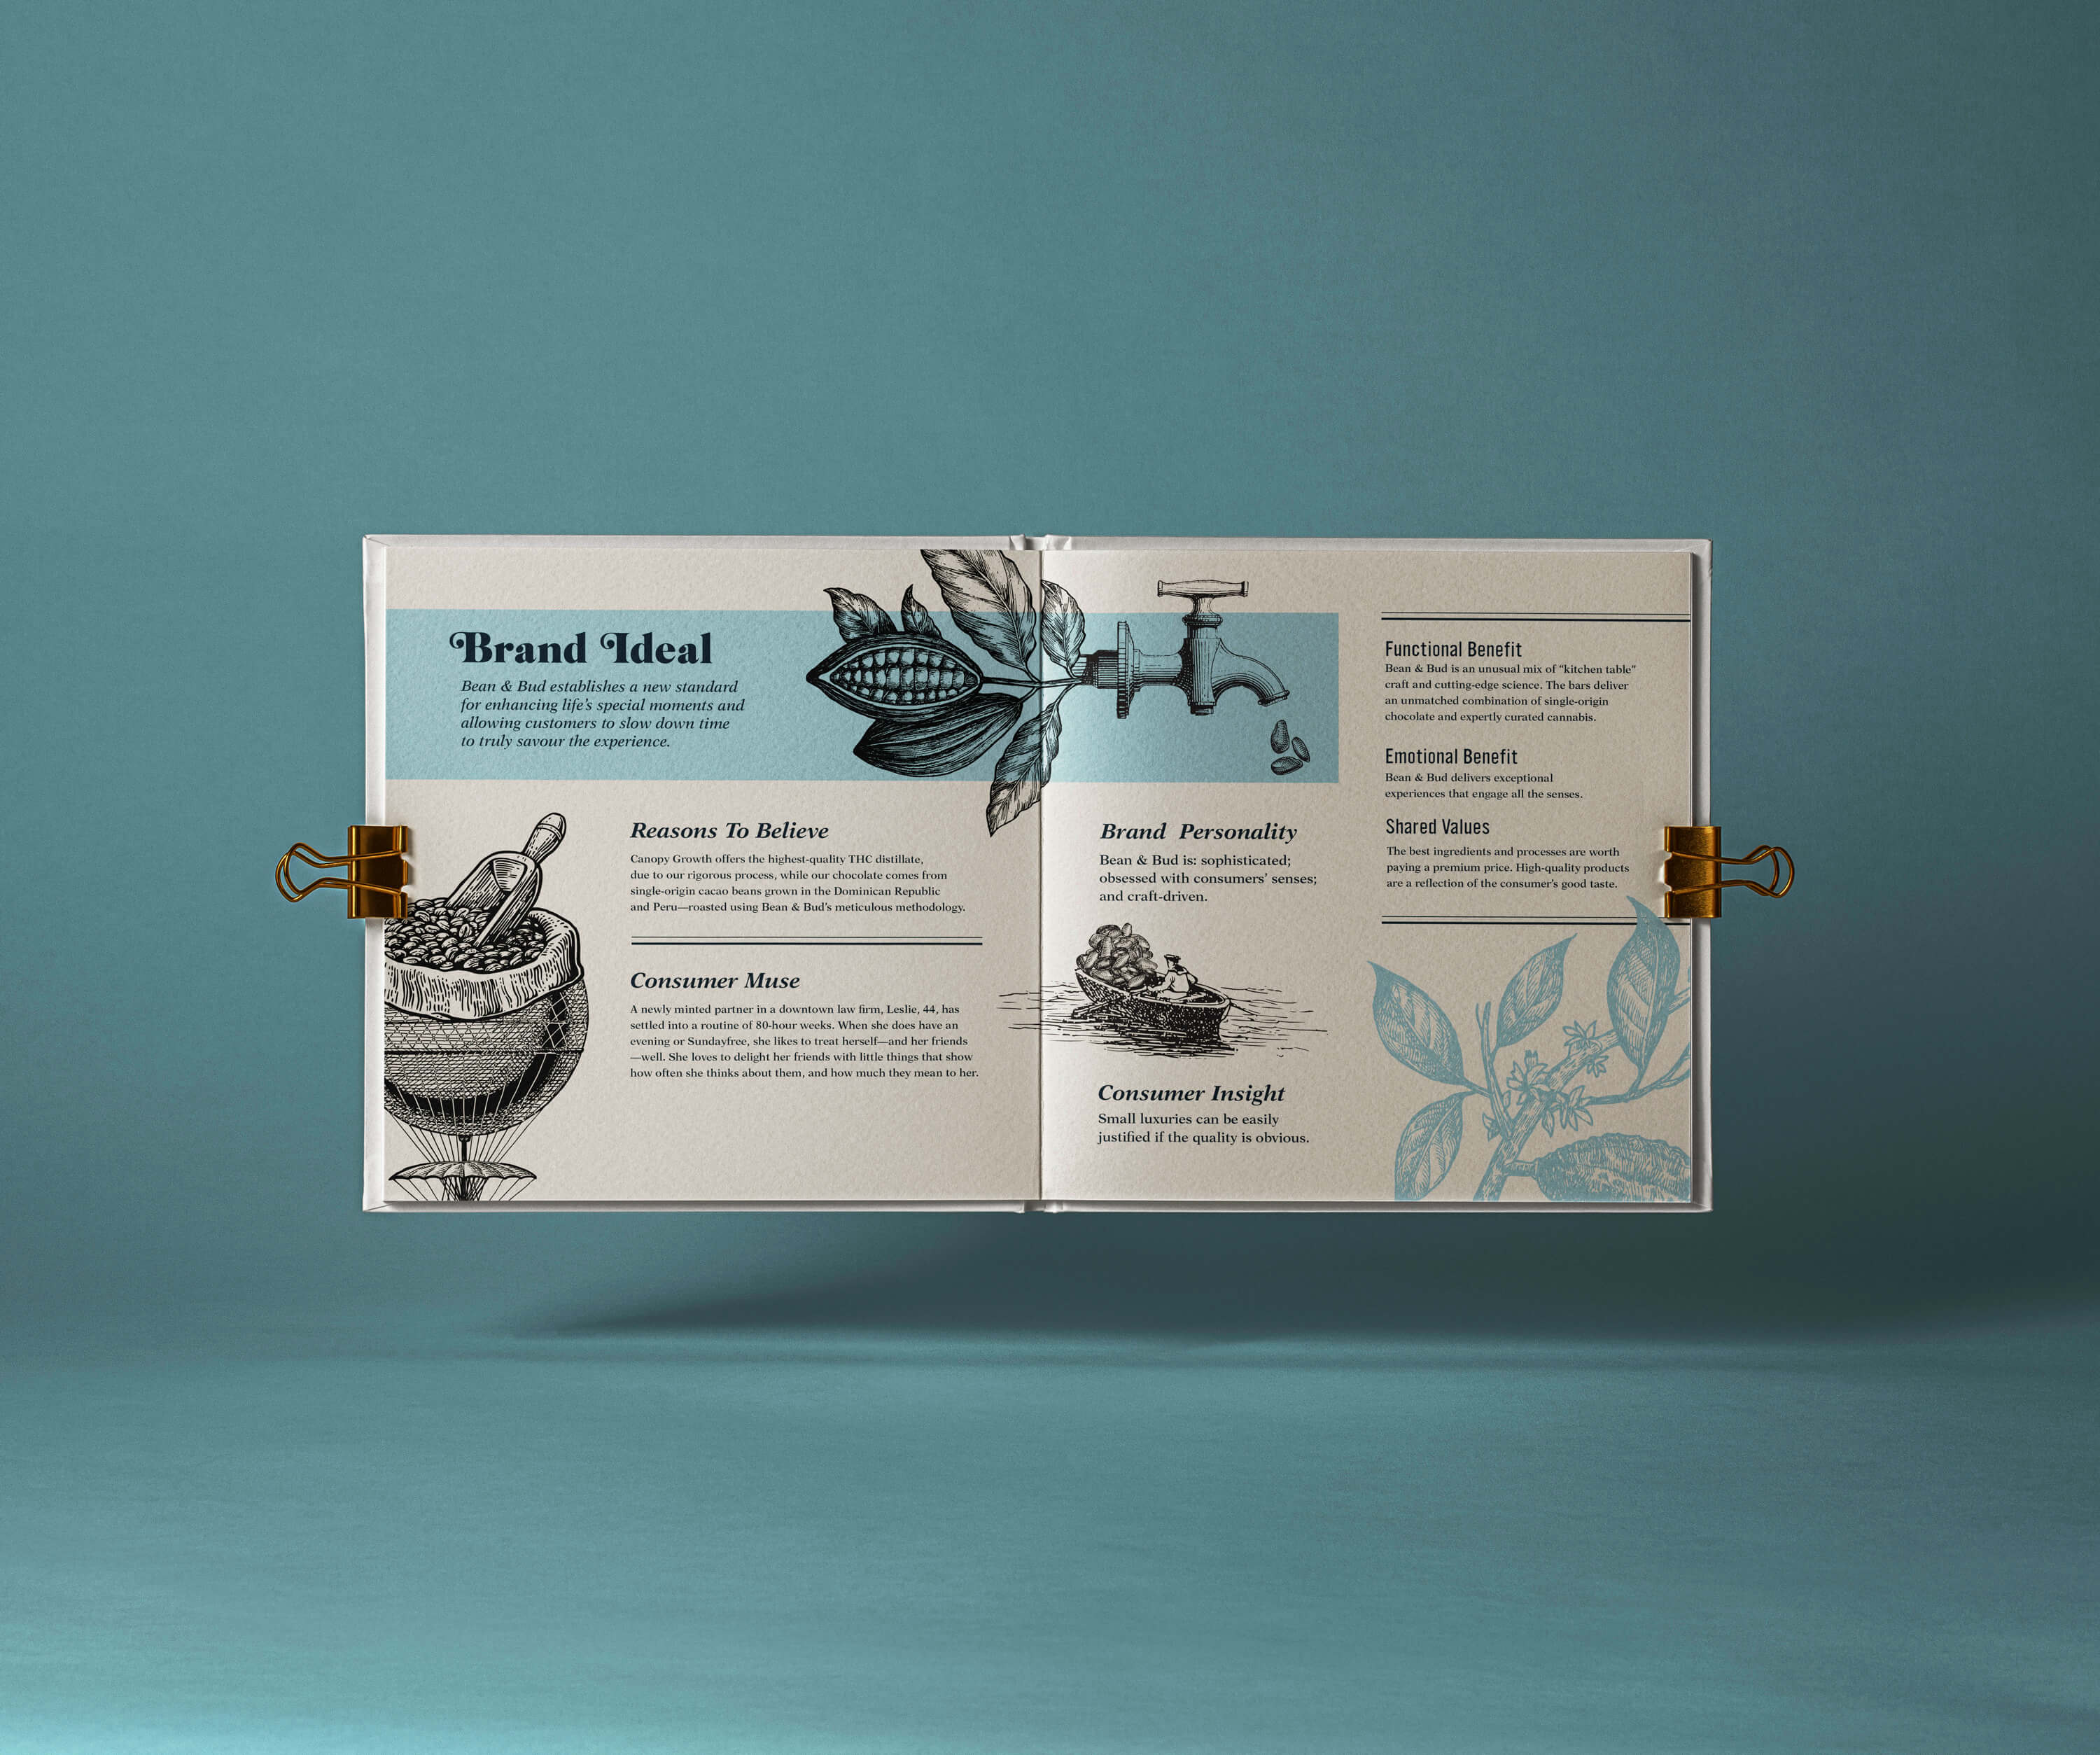 Brand Ideal
Bean & Bud establishes a new standard
for enhancing life's special moments and
allowing customers to slow down time
to truly savour the experience.
Reasons To Believe
Canopy Growth offers the highest-quality THC distillate,
due to our rigorous process, while our chocolate comes from
single-origin cacao beans grown in the Dominican Republic
and Peru—roasted using Bean & Bud's meticulous methodology.
Consumer Muse
A newly minted partner in a downtown law firm, Leslie, 44, has
settled into a routine of 80-hour weeks. When she does have an
evening or Sundayfree, she likes to treat herself—and her friends
—well. She loves to delight her friends with little things that show
how often she thinks about them, and how much they mean to her.
Brand Personality
Bean & Bud is: sophisticated;
obsessed with consumers' senses;
and craft-driven.
Consumer Insight
Small luxuries can be easily
justified if the quality is obvious.
Functional Benefit
Bean & Bud is an unusual mix of “kitchen table”
craft and cutting-edge science. The bars deliver
an unmatched combination of single-origin
chocolate and expertly curated cannabis.
Emotional Benefit
Bean & Bud delivers exceptional
experiences that engage all the senses.
Shared Values
The best ingredients and processes are worth
paying a premium price. High-quality products
are a reflection of the consumer's good taste.